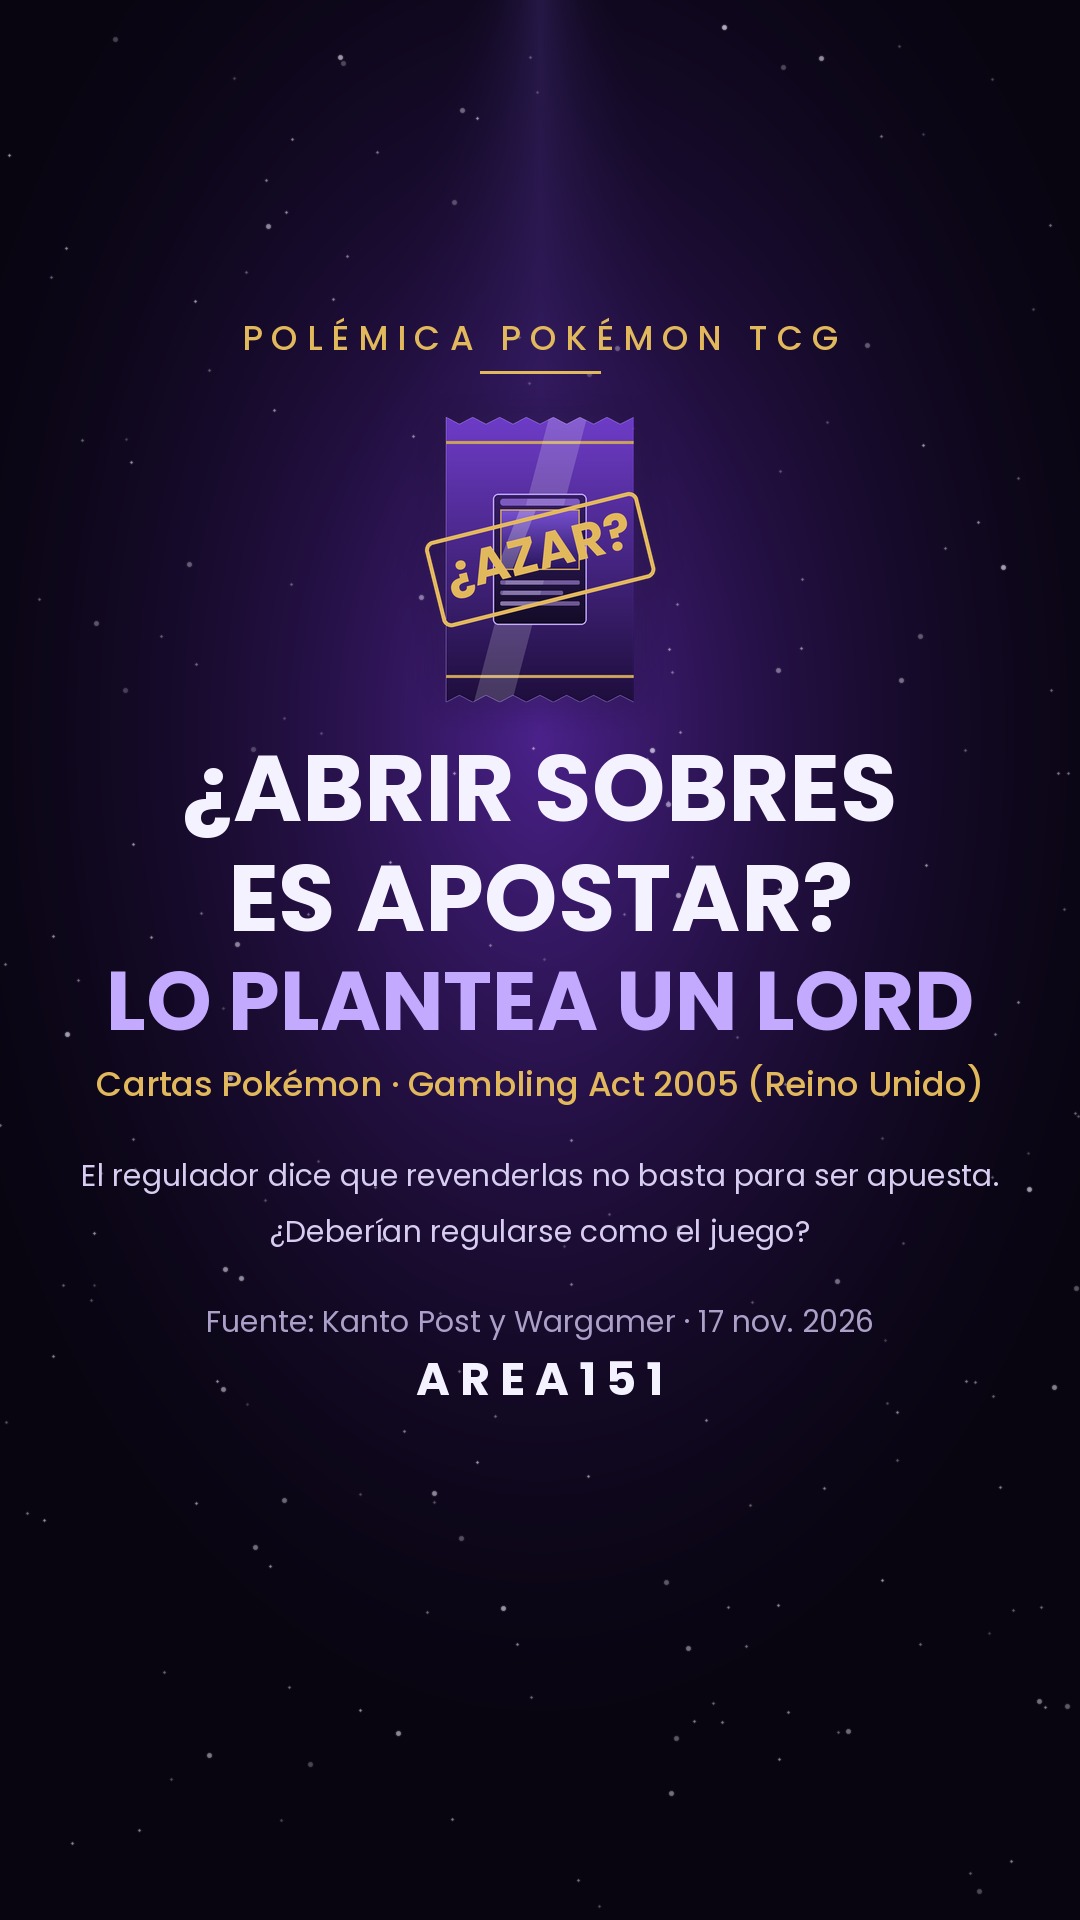 POLÉMICA POKÉMON TCG
¿AZAR?
¿ABRIR SOBRES
ES APOSTAR?
LO PLANTEA UN LORD
Cartas Pokémon · Gambling Act 2005 (Reino Unido)
El regulador dice que revenderlas no basta para ser apuesta.
¿Deberían regularse como el juego?
Fuente: Kanto Post y Wargamer · 17 nov. 2026
AREA151